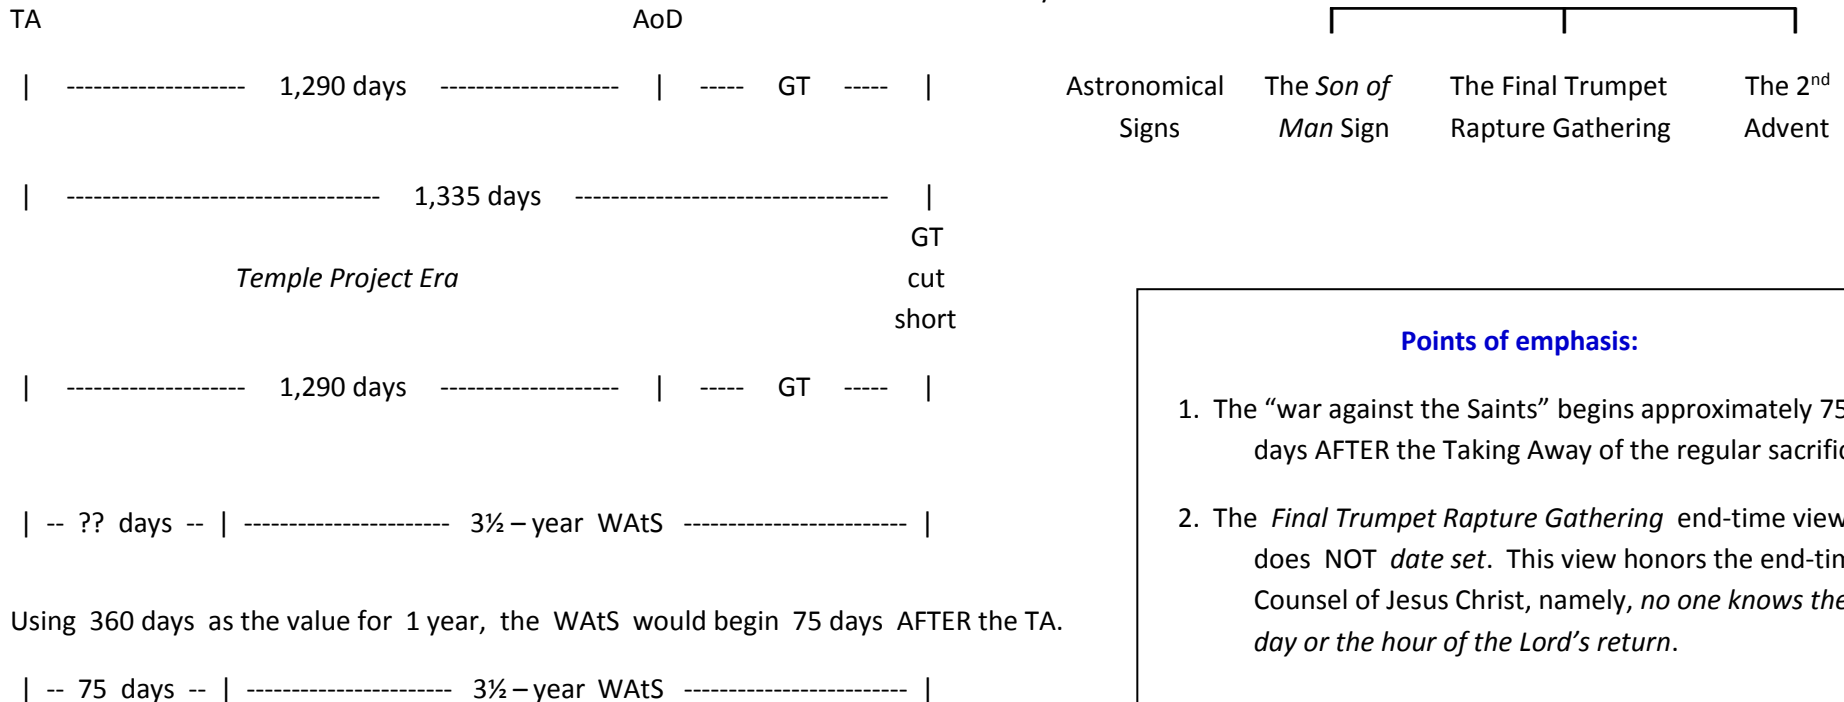 TA AoD
| ------------------- 1,290 days ------------------- | ----- GT ----- |
Astronomical Signs
The Son of Man Sign
The Final Trumpet Rapture Gathering
The 2nd Advent
| ----------------------------------- 1,335 days ----------------------------------- |
GT
cut
short
Temple Project Era
| ------------------- 1,290 days ------------------- | ----- GT ----- |
| -- ?? days -- | ----------------------- 3½ – year WAtS ------------------------- |
Using 360 days as the value for 1 year, the WAtS would begin 75 days AFTER the TA.
| -- 75 days -- | ----------------------- 3½ – year WAtS ------------------------- |
Points of emphasis:
1. The “war against the Saints” begins approximately 75
days AFTER the Taking Away of the regular
2. The Final Trumpet Rapture Gathering end-time view
does NOT date set. This view honors the
Counsel of Jesus Christ, namely, no one knows the
day or the hour of the Lord’s return.